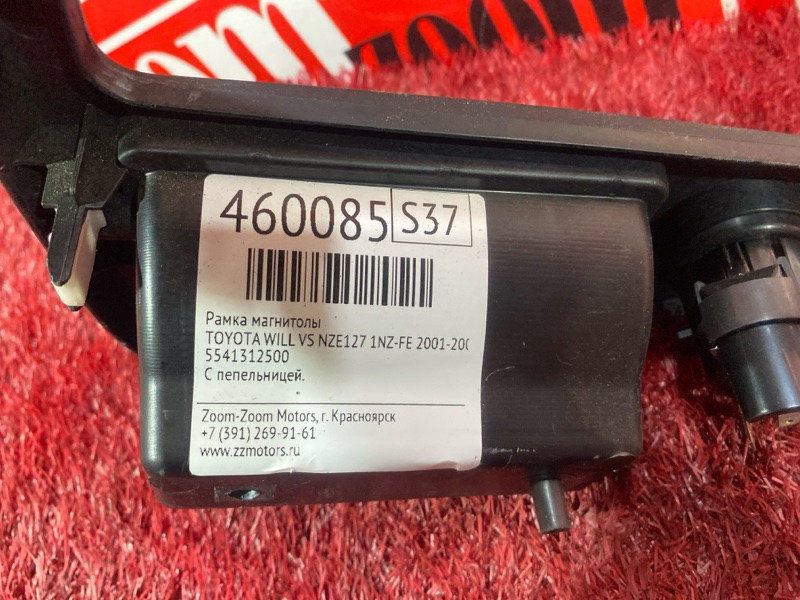 460085 S37
Рамка магнитолы
TOYOTA WILL VS NZE127 1NZ-FE 2001-200
5541312500
С пепельницей.
Zoom-Zoom Motors, г. Красноярск
+7 (391) 269-91-61
www.zzmotors.ru